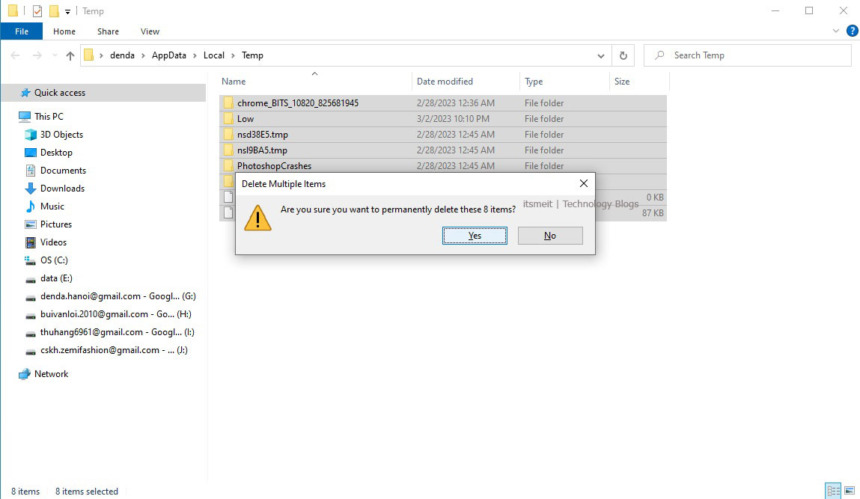 Temp
File Home Share View
denda > AppData > Local > Temp
Search Temp
Name Date modified Type Size
Quick access
This PC
3D Objects
Desktop
Documents
Downloads
Music
Pictures
Videos
OS (C:)
data (E:)
denda.hanoi@gmail.com - Googl... (G:)
buivanloi.2010@gmail.com - Go... (H:)
thuhang6961@gmail.com - Googl... (I:)
cskh.zemifashion@gmail.com - ... (J:)
Network
chrome_BITS_10820_825681945 2/28/2023 12:36 AM File folder
Low 3/2/2023 10:10 PM File folder
nsd38E5.tmp 2/28/2023 12:45 AM File folder
nsl9BA5.tmp 2/28/2023 12:45 AM File folder
PhotoshopCrashes 2/28/2023 12:45 AM File folder
0 KB
87 KB
Delete Multiple Items
Are you sure you want to permanently delete these 8 items?
Yes No
itsmeit | Technology Blogs
8 items 8 items selected